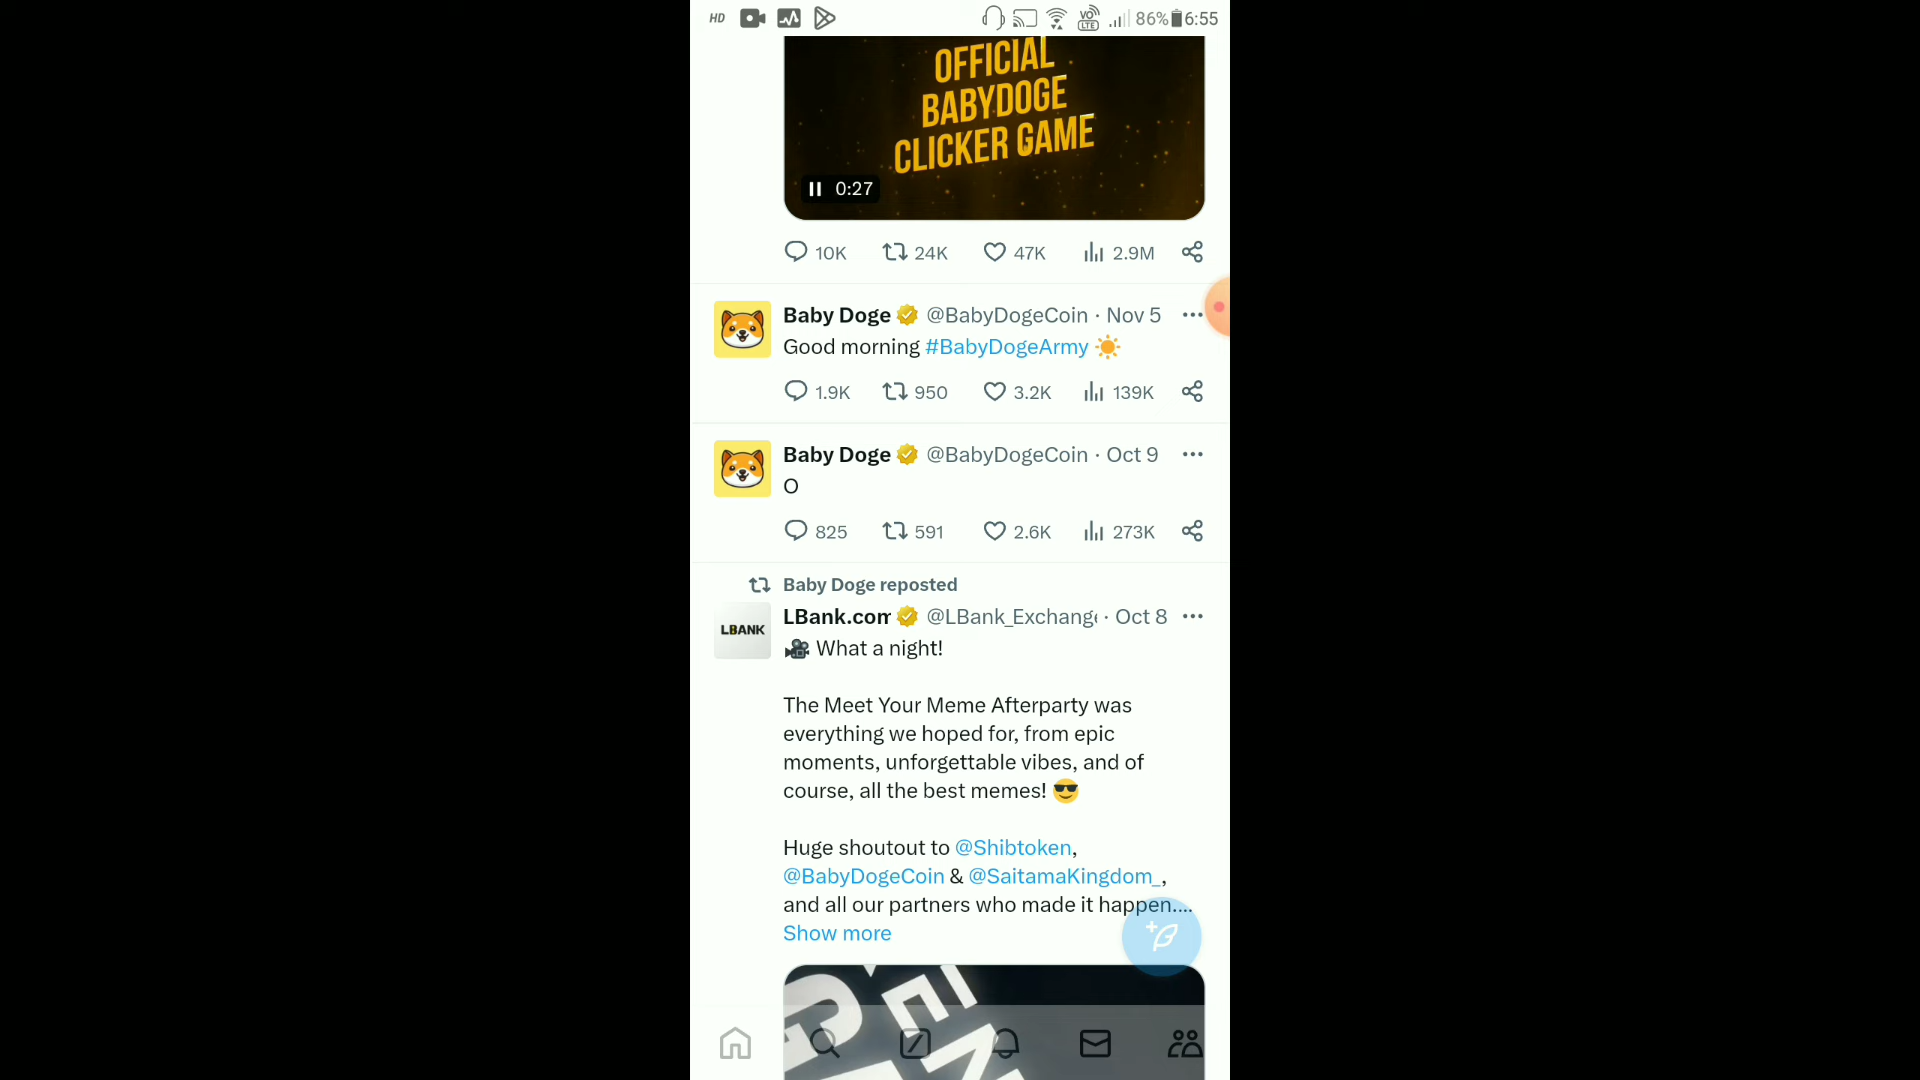 HD VO LTE 86% 6:55
OFFICIAL
BABYDOGE
CLICKER GAME
0:27
10K 24K 47K 2.9M
Baby Doge @BabyDogeCoin · Nov 5
Good morning #BabyDogeArmy ☀️
1.9K 950 3.2K 139K
Baby Doge @BabyDogeCoin · Oct 9
O
825 591 2.6K 273K
Baby Doge reposted
LBANK
LBank.com @LBank_Exchange · Oct 8
🎥 What a night!
The Meet Your Meme Afterparty was
everything we hoped for, from epic
moments, unforgettable vibes, and of
course, all the best memes! 😎
Huge shoutout to @Shibtoken,
@BabyDogeCoin & @SaitamaKingdom_,
and all our partners who made it happen....
Show more